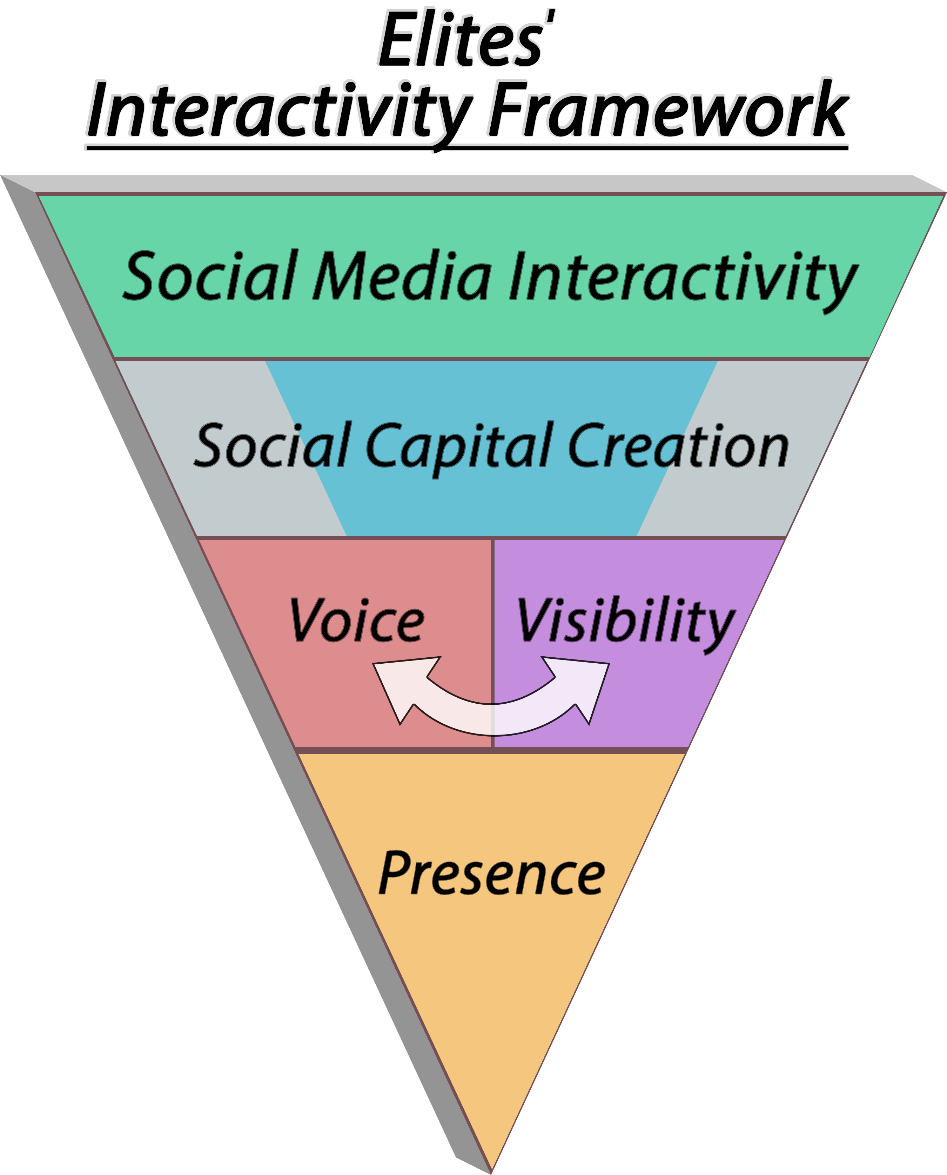 Elites'
Interactivity Framework
Social Media Interactivity
Social Capital Creation
Voice
Visibility
Presence